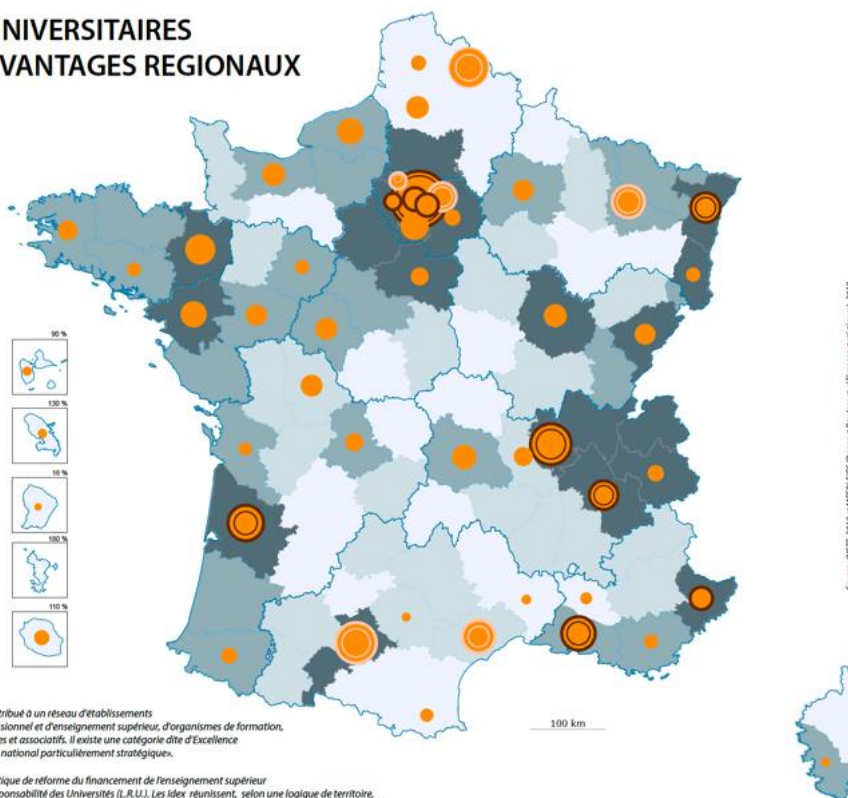 NIVERSITAIRES
VANTAGES REGIONAUX
90 %
130 %
10 %
180 %
110 %
100 km
tribué à un réseau d'établissements
sionnel et d'enseignement supérieur, d'organismes de formation,
es et associatifs. Il existe une catégorie dite d'Excellence
national particulièrement stratégique».
tique de réforme du financement de l'enseignement supérieur
ponsabilité des Universités (L.R.U.). Les Idex réunissent, selon une logique de territoire,